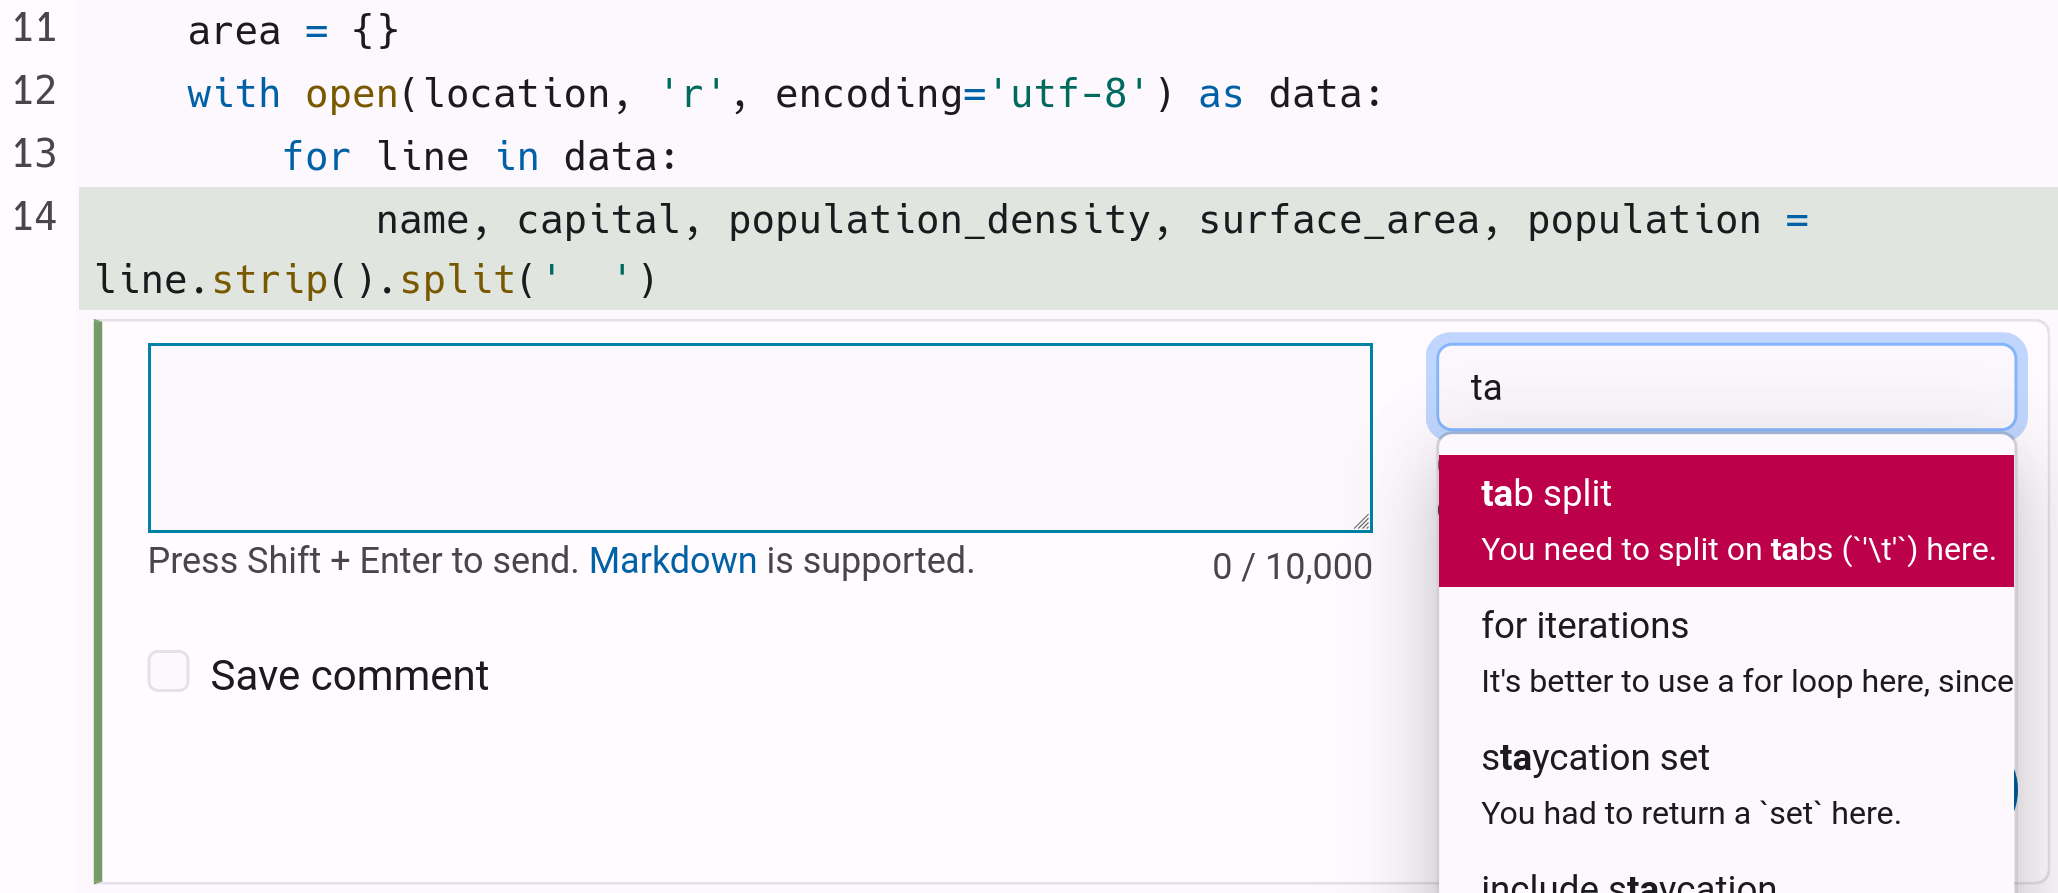 11 area = {}
12 with open(location, 'r', encoding='utf-8') as data:
13 for line in data:
14 name, capital, population_density, surface_area, population =
line.strip().split('  ')
ta
tab split
You need to split on tabs (`'\t'`) here.
for iterations
It's better to use a for loop here, since
staycation set
You had to return a `set` here.
include staycation
Press Shift + Enter to send. Markdown is supported.
0 / 10,000
Save comment